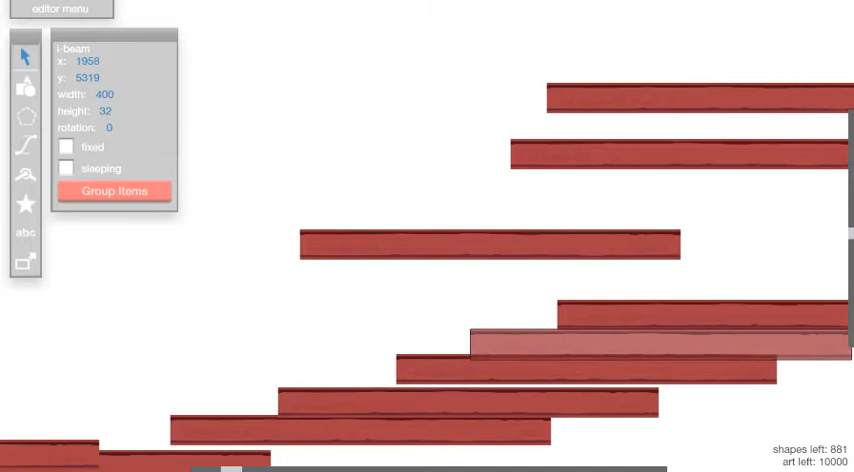 editor menu
i-beam
x: 1958
y: 5319
width: 400
height: 32
rotation: 0
fixed
sleeping
Group Items
abc
shapes left: 881
art left: 10000